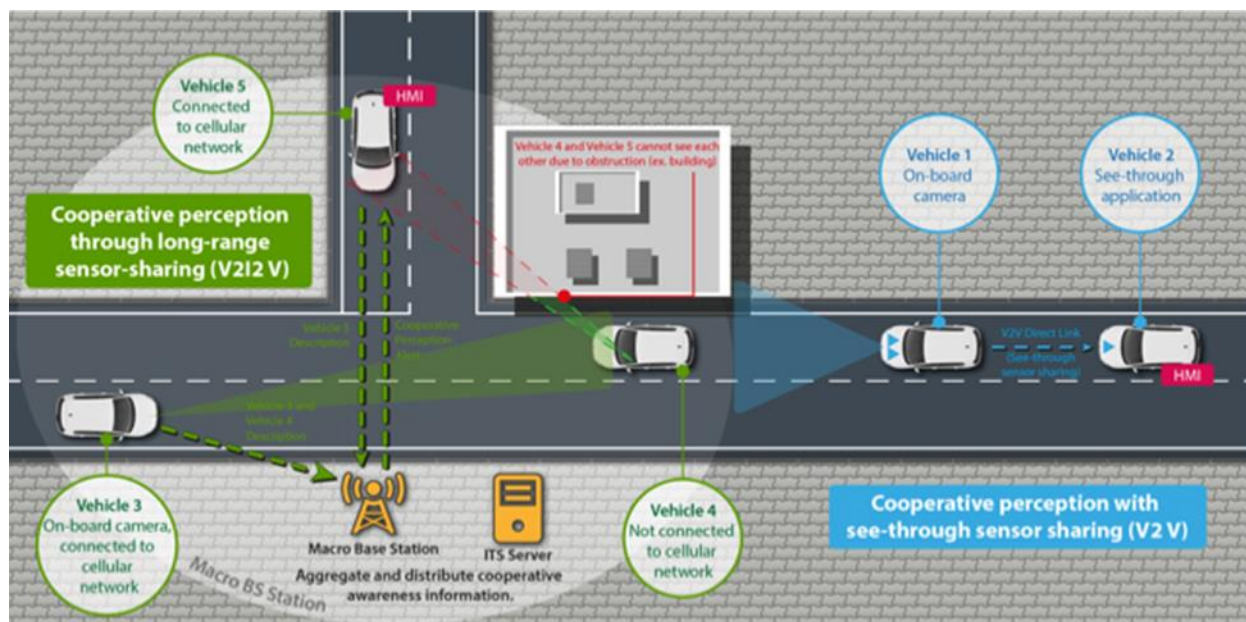 Vehicle 5
Connected
to cellular
network
HMI
Vehicle 4 and Vehicle 5 cannot see each
other due to obstruction (ex. building)
Vehicle 1
On-board
camera
Vehicle 2
See-through
application
Cooperative perception
through long-range
sensor-sharing (V2I2 V)
Vehicle 5
Description
Cooperative
Perception
Alert
V2V Direct Link
(See-through
sensor sharing)
HMI
Vehicle 3 and
Vehicle 4
Description
Vehicle 3
On-board camera,
connected to
cellular
network
Macro Base Station
ITS Server
Aggregate and distribute cooperative
awareness information.
Macro BS Station
Vehicle 4
Not connected
to cellular
network
Cooperative perception with
see-through sensor sharing (V2 V)